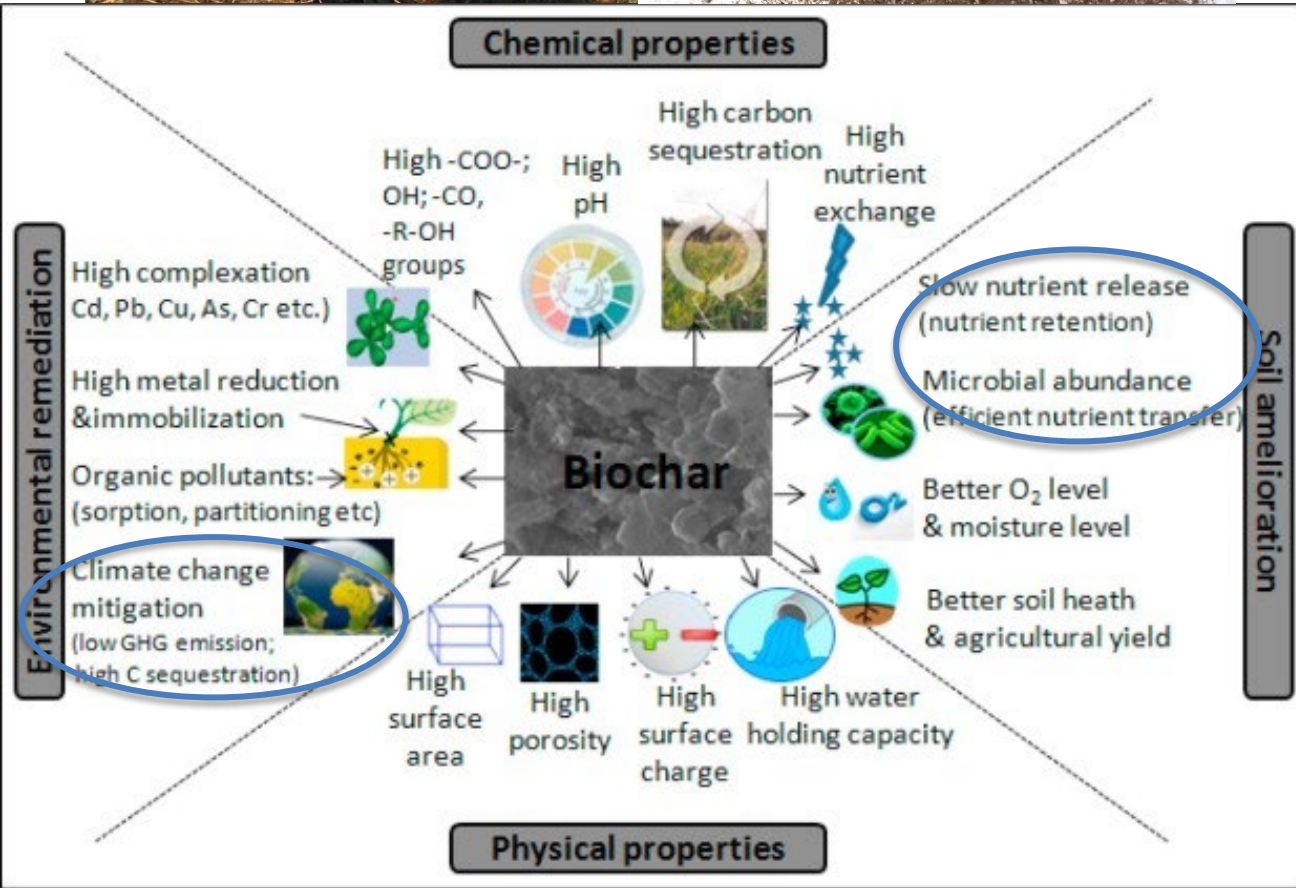 Chemical properties
High -COO-;
OH; -CO,
-R-OH
groups
High
pH
High carbon
sequestration
High
nutrient
exchange
Environmental remediation
High complexation
Cd, Pb, Cu, As, Cr etc.)
High metal reduction
&immobilization
Organic pollutants:
(sorption, partitioning etc)
Climate change
mitigation
(low GHG emission;
high C sequestration)
Biochar
Soil amelioration
Slow nutrient release
(nutrient retention)
Microbial abundance
(efficient nutrient transfer)
Better O₂ level
& moisture level
Better soil heath
& agricultural yield
High
surface
area
High
porosity
High
surface
charge
High water
holding capacity
Physical properties